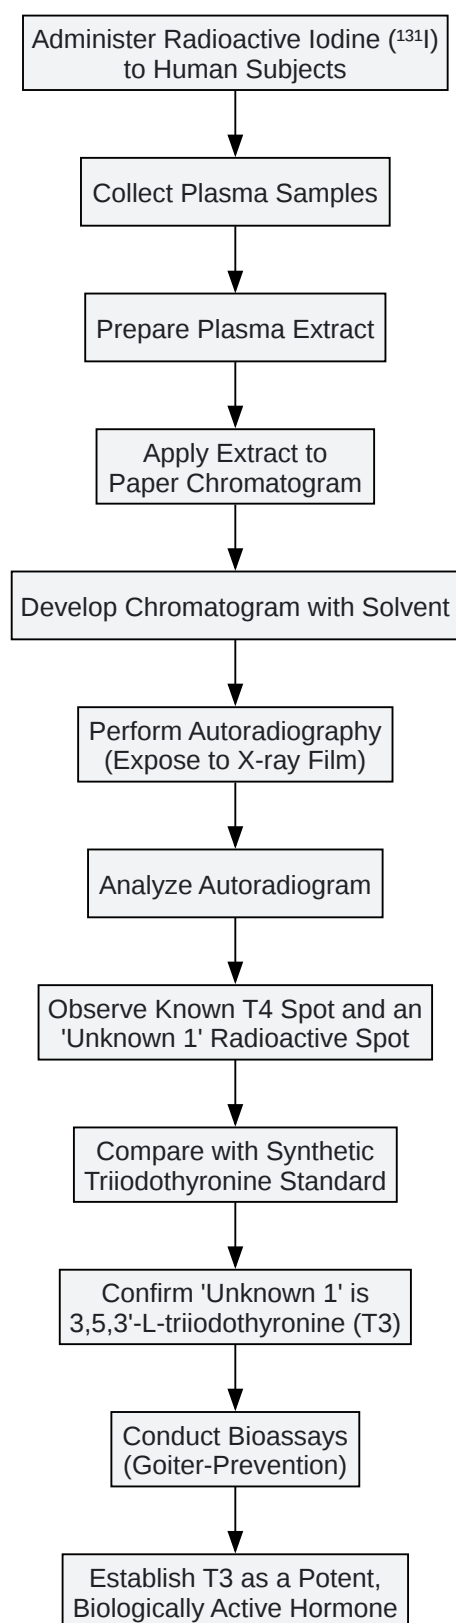 Administer Radioactive Iodine (¹³¹I)
to Human Subjects
Collect Plasma Samples
Prepare Plasma Extract
Apply Extract to
Paper Chromatogram
Develop Chromatogram with Solvent
Perform Autoradiography
(Expose to X-ray Film)
Analyze Autoradiogram
Observe Known T4 Spot and an
'Unknown 1' Radioactive Spot
Compare with Synthetic
Triiodothyronine Standard
Confirm 'Unknown 1' is
3,5,3'-L-triiodothyronine (T3)
Conduct Bioassays
(Goiter-Prevention)
Establish T3 as a Potent,
Biologically Active Hormone